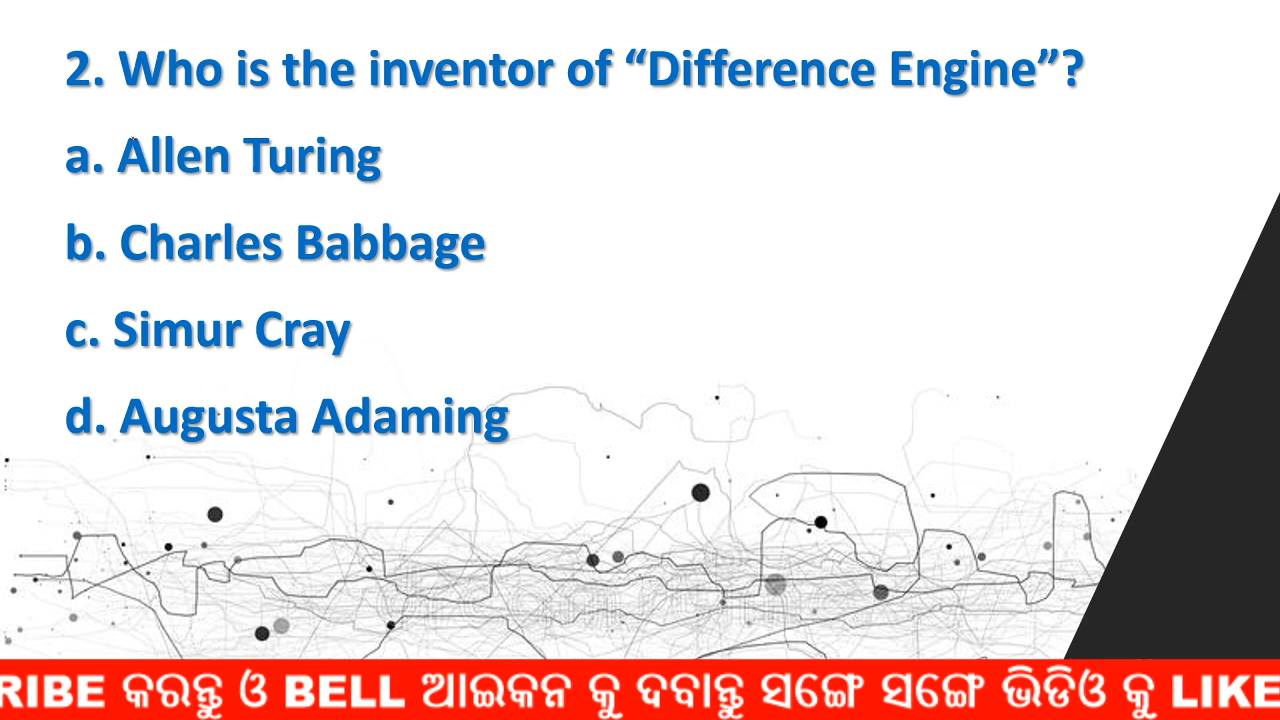 2. Who is the inventor of “Difference Engine”?
a. Allen Turing
b. Charles Babbage
c. Simur Cray
d. Augusta Adaming
RIBE କରନ୍ତୁ ଓ BELL ଆଇକନ କୁ ଦବାନ୍ତୁ ସଙ୍ଗେ ସଙ୍ଗେ ଭିଡିଓ କୁ LIKE